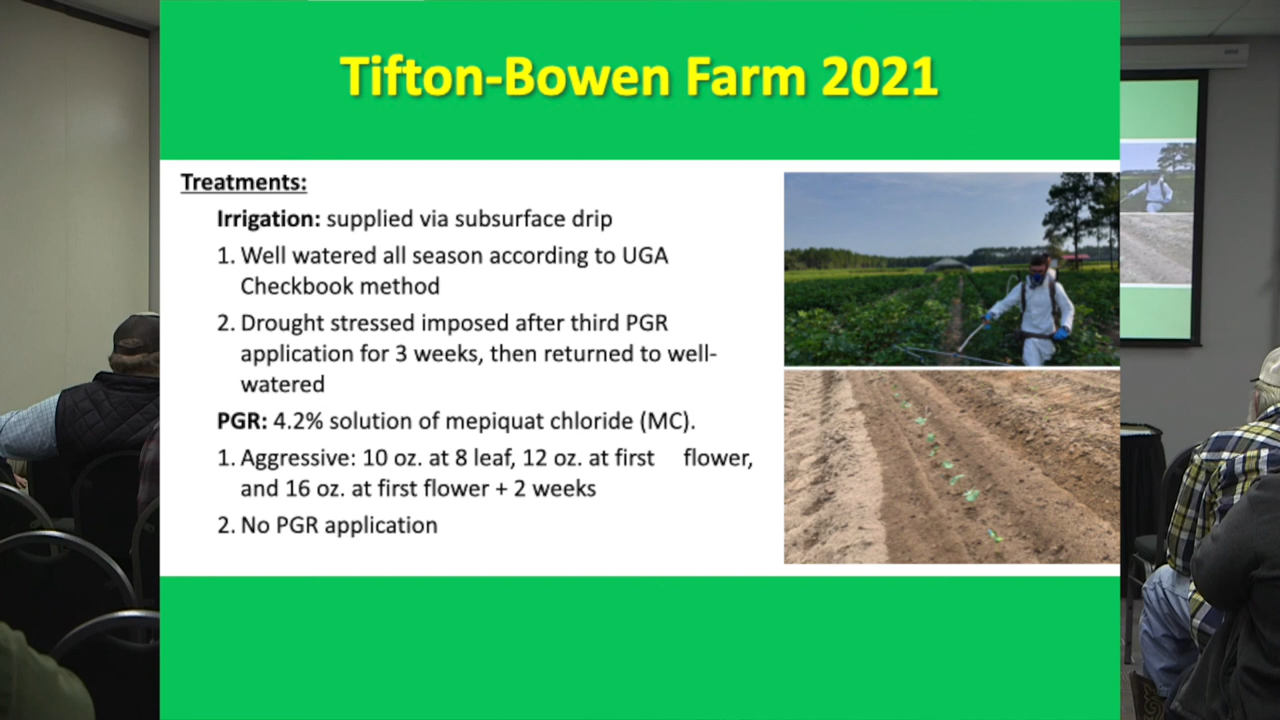 Tifton-Bowen Farm 2021
Treatments:
Irrigation: supplied via subsurface drip
1. Well watered all season according to UGA
Checkbook method
2. Drought stressed imposed after third PGR
application for 3 weeks, then returned to well-
watered
PGR: 4.2% solution of mepiquat chloride (MC).
1. Aggressive: 10 oz. at 8 leaf, 12 oz. at first flower,
and 16 oz. at first flower + 2 weeks
2. No PGR application